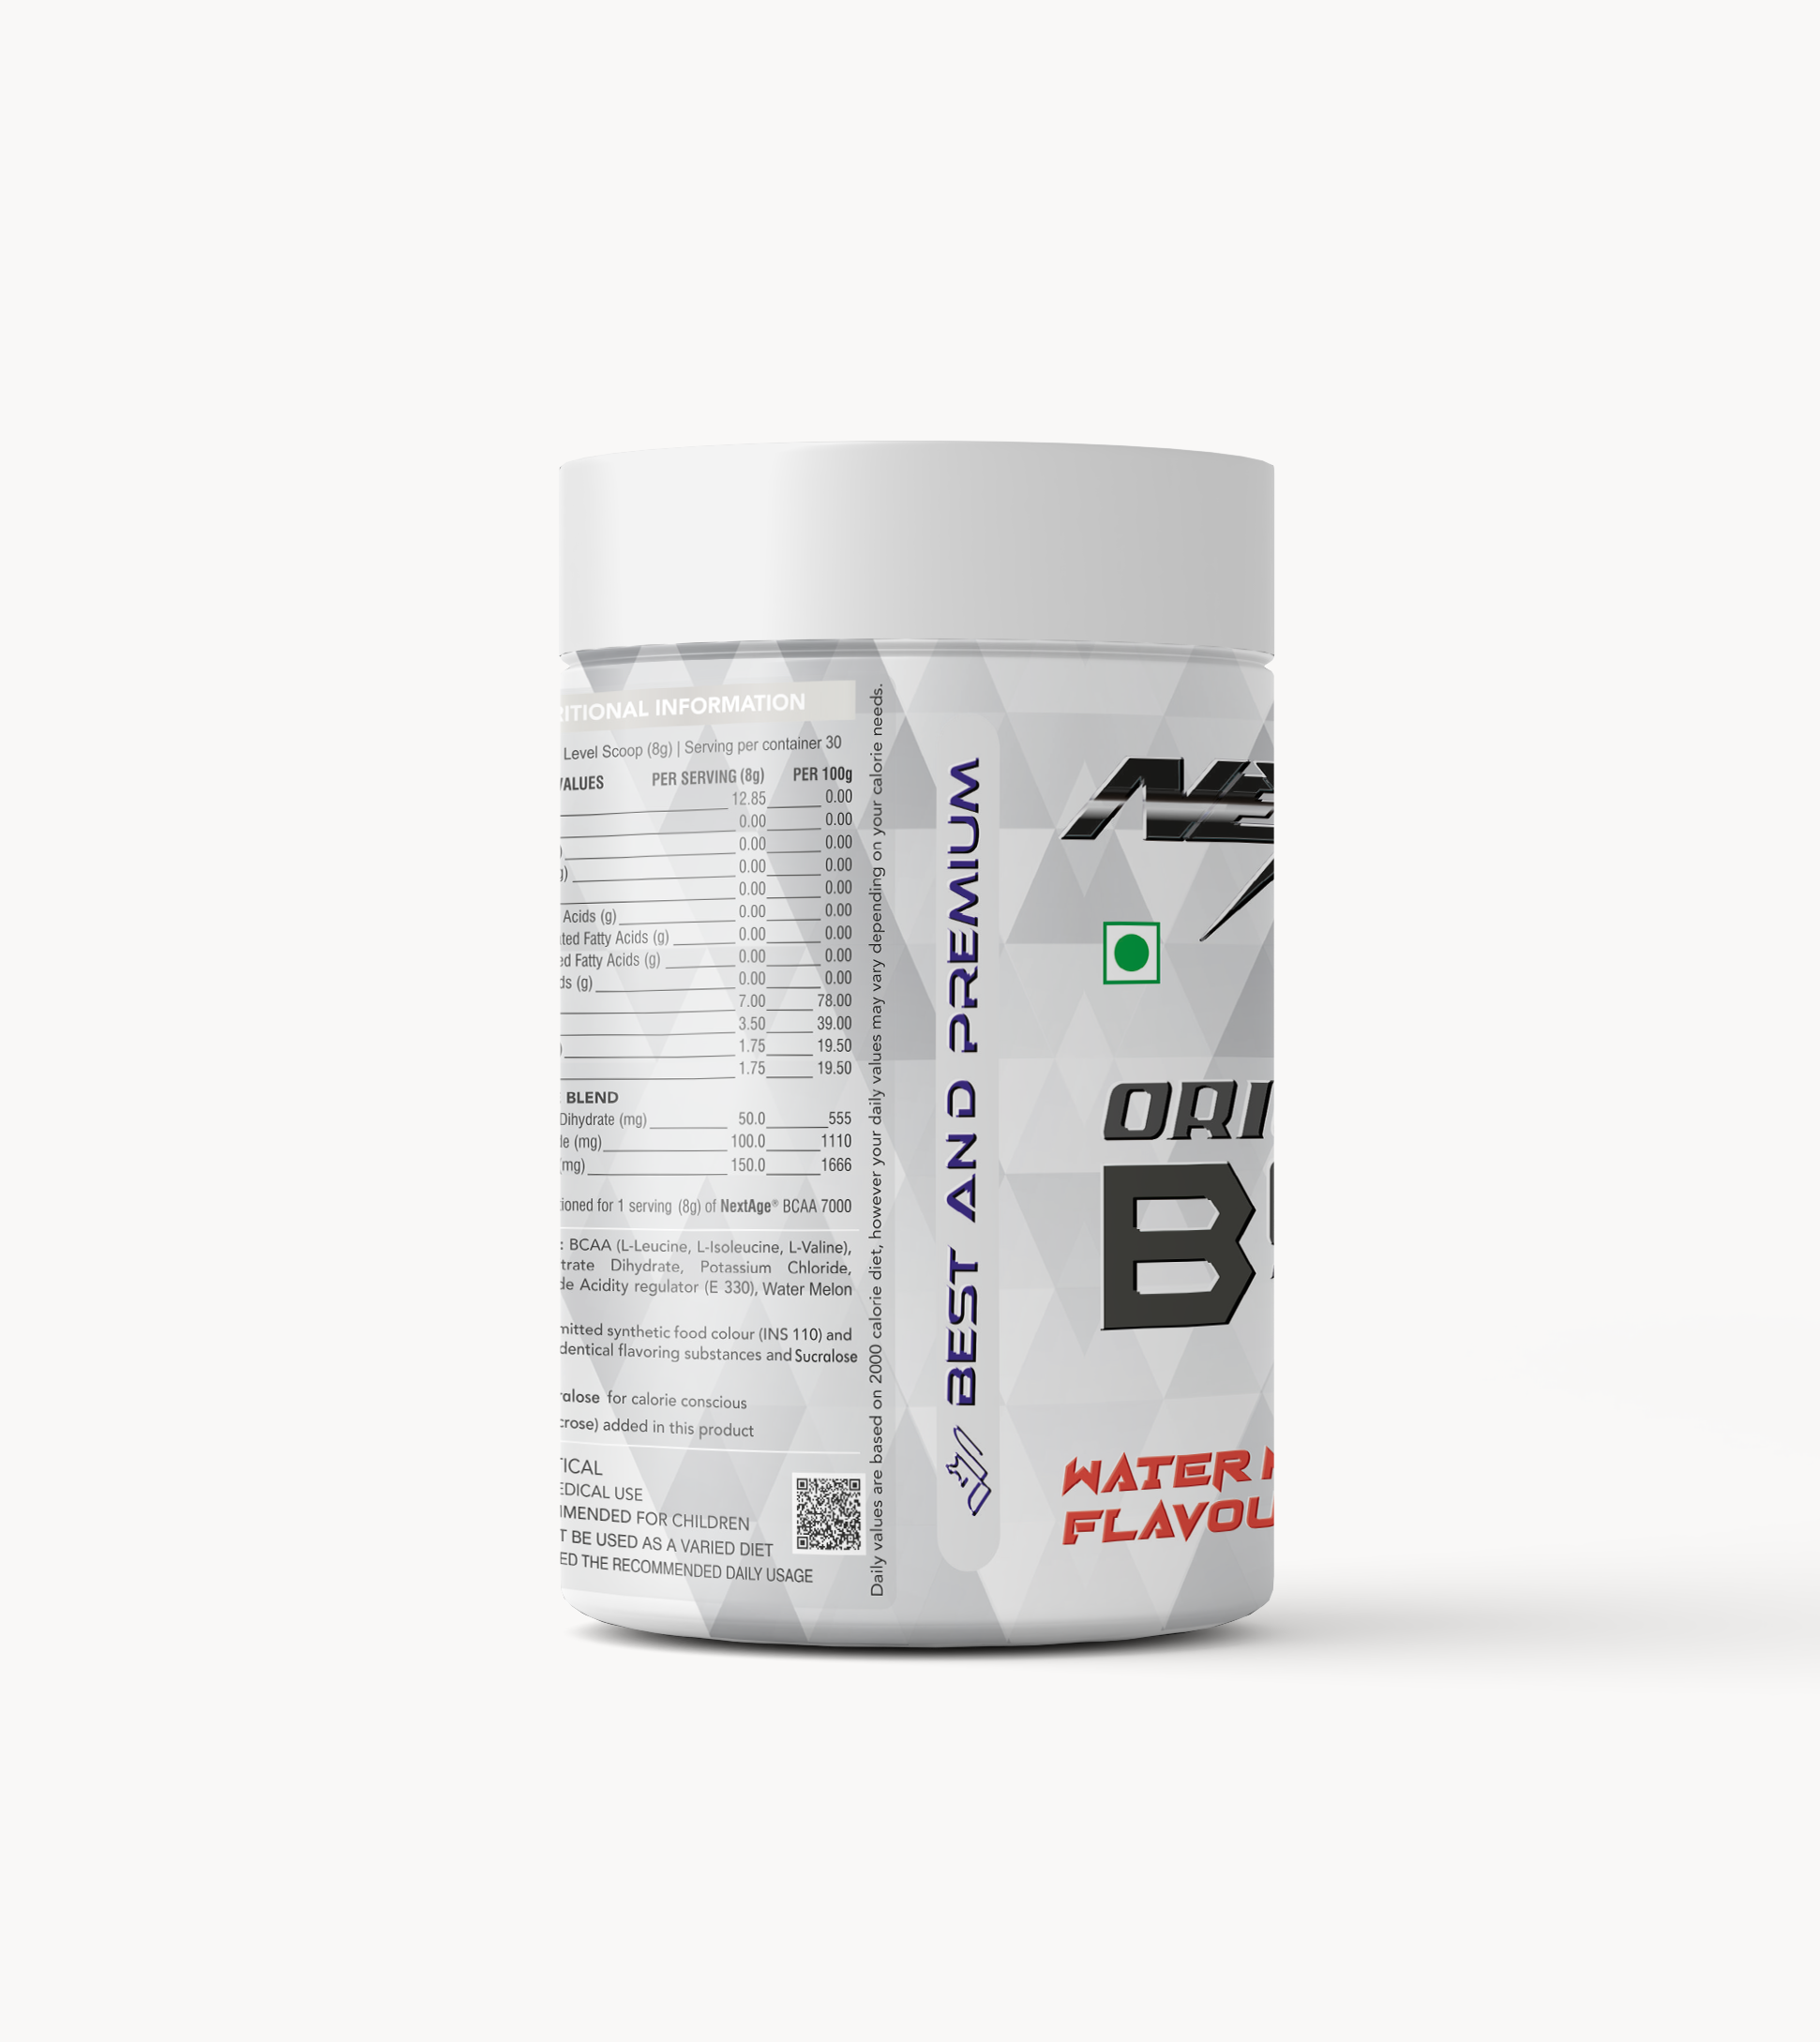 RITIONAL INFORMATION
Level Scoop (8g) | Serving per container 30
VALUES PER SERVING (8g) PER 100g
12.85 0.00
0.00 0.00
) 0.00 0.00
g) 0.00 0.00
0.00 0.00
Acids (g) 0.00 0.00
ated Fatty Acids (g) 0.00 0.00
ed Fatty Acids (g) 0.00 0.00
ds (g) 0.00 0.00
7.00 78.00
3.50 39.00
) 1.75 19.50
1.75 19.50
BLEND
Dihydrate (mg) 50.0 555
de (mg) 100.0 1110
(mg) 150.0 1666
tioned for 1 serving (8g) of NextAge® BCAA 7000
: BCAA (L-Leucine, L-Isoleucine, L-Valine),
trate Dihydrate, Potassium Chloride,
de Acidity regulator (E 330), Water Melon
mitted synthetic food colour (INS 110) and
dentical flavoring substances and Sucralose
ralose for calorie conscious
crose) added in this product
TICAL
EDICAL USE
MMENDED FOR CHILDREN
T BE USED AS A VARIED DIET
ED THE RECOMMENDED DAILY USAGE
Daily values are based on 2000 calorie diet, however your daily values may vary depending on your calorie needs.
BEST AND PREMIUM
NE
ORI
B
WATER M
FLAVOU